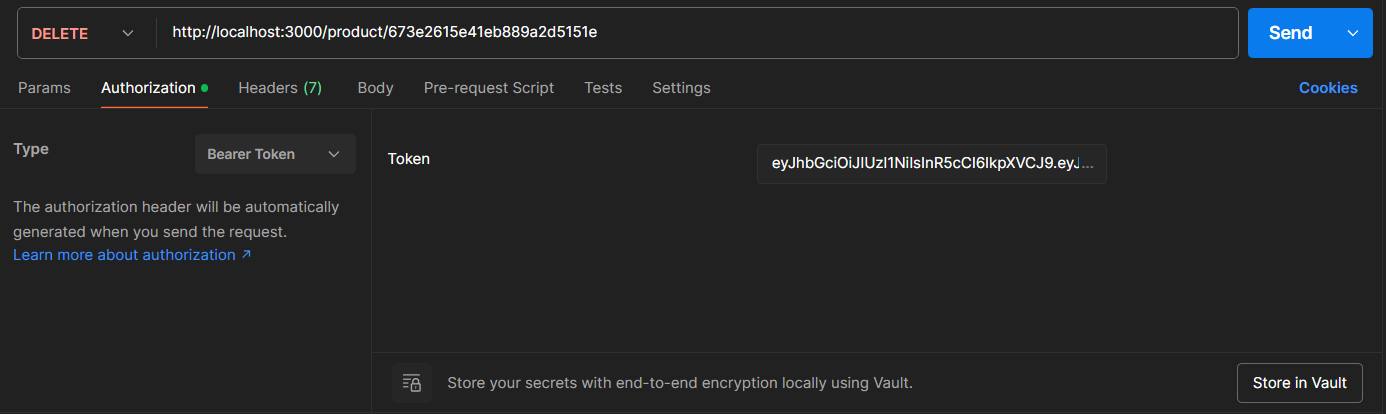 DELETE http://localhost:3000/product/673e2615e41eb889a2d5151e Send
Params Authorization Headers (7) Body Pre-request Script Tests Settings Cookies
Type Bearer Token
Token eyJhbGciOiJIUzI1NiIsInR5cCI6IkpXVCJ9.eyJ...
The authorization header will be automatically
generated when you send the request.
Learn more about authorization ↗
Store your secrets with end-to-end encryption locally using Vault. Store in Vault